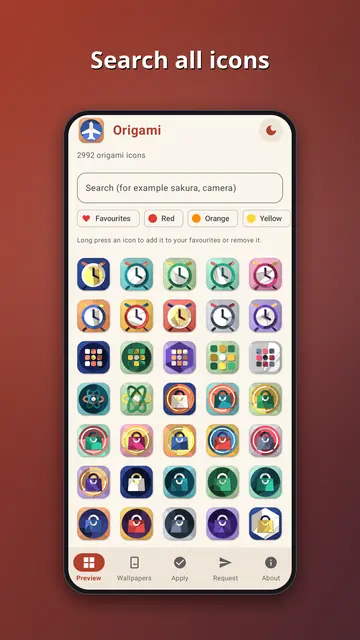 Search all icons
Origami
2992 origami icons
Search (for example sakura, camera)
Favourites Red Orange Yellow
Long press an icon to add it to your favourites or remove it.
Preview Wallpapers Apply Request About